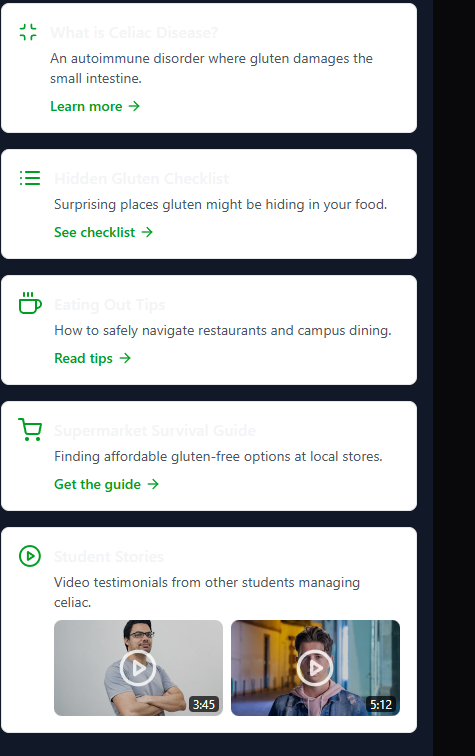 What is Celiac Disease?
An autoimmune disorder where gluten damages the
small intestine.
Learn more →
Hidden Gluten Checklist
Surprising places gluten might be hiding in your food.
See checklist →
Eating Out Tips
How to safely navigate restaurants and campus dining.
Read tips →
Supermarket Survival Guide
Finding affordable gluten-free options at local stores.
Get the guide →
Student Stories
Video testimonials from other students managing
celiac.
3:45
5:12